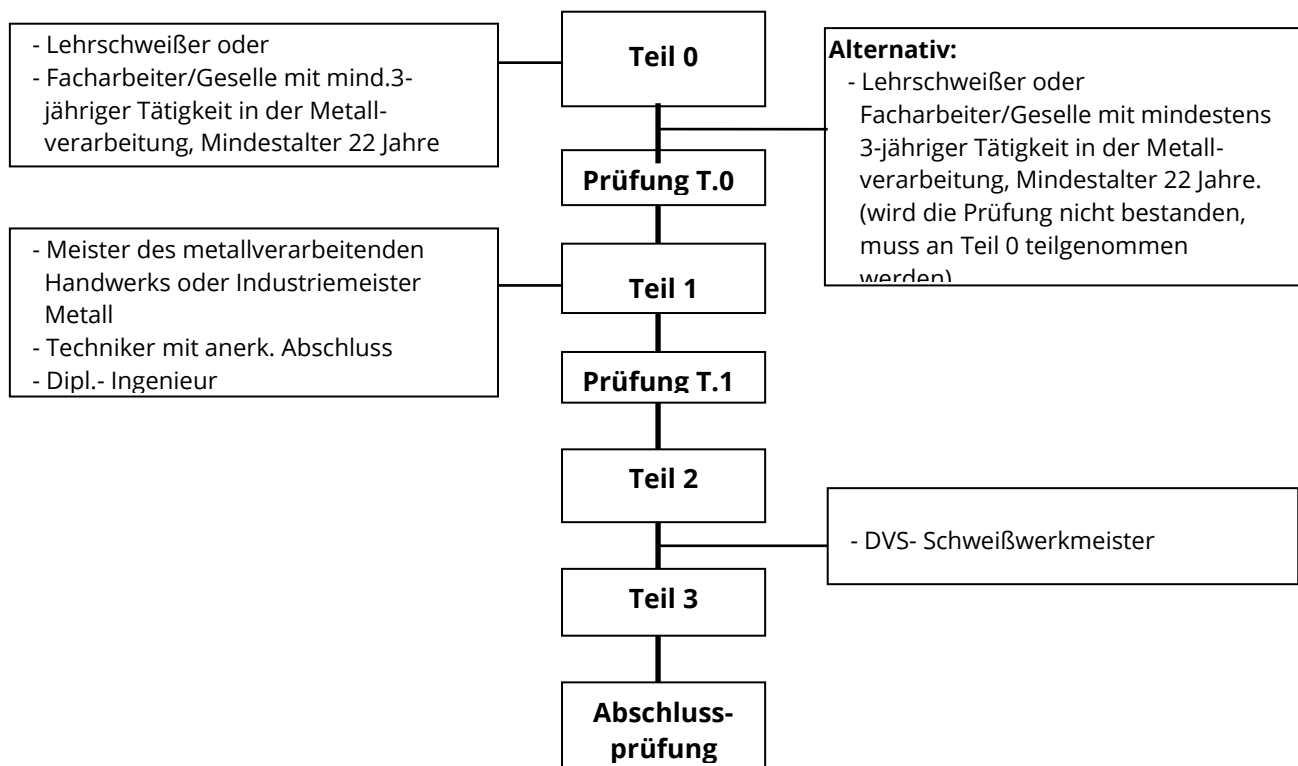 - Lehrschweißer oder
- Facharbeiter/Geselle mit mind.3-
jähriger Tätigkeit in der Metall-
verarbeitung, Mindestalter 22 Jahre
Teil 0
Alternativ:
- Lehrschweißer oder
Facharbeiter/Geselle mit mindestens
3-jähriger Tätigkeit in der Metall-
verarbeitung, Mindestalter 22 Jahre.
(wird die Prüfung nicht bestanden,
muss an Teil 0 teilgenommen
werden)
Prüfung T.0
- Meister des metallverarbeitenden
Handwerks oder Industriemeister
Metall
- Techniker mit anerk. Abschluss
- Dipl.- Ingenieur
Teil 1
Prüfung T.1
Teil 2
- DVS- Schweißwerkmeister
Teil 3
Abschluss-
prüfung